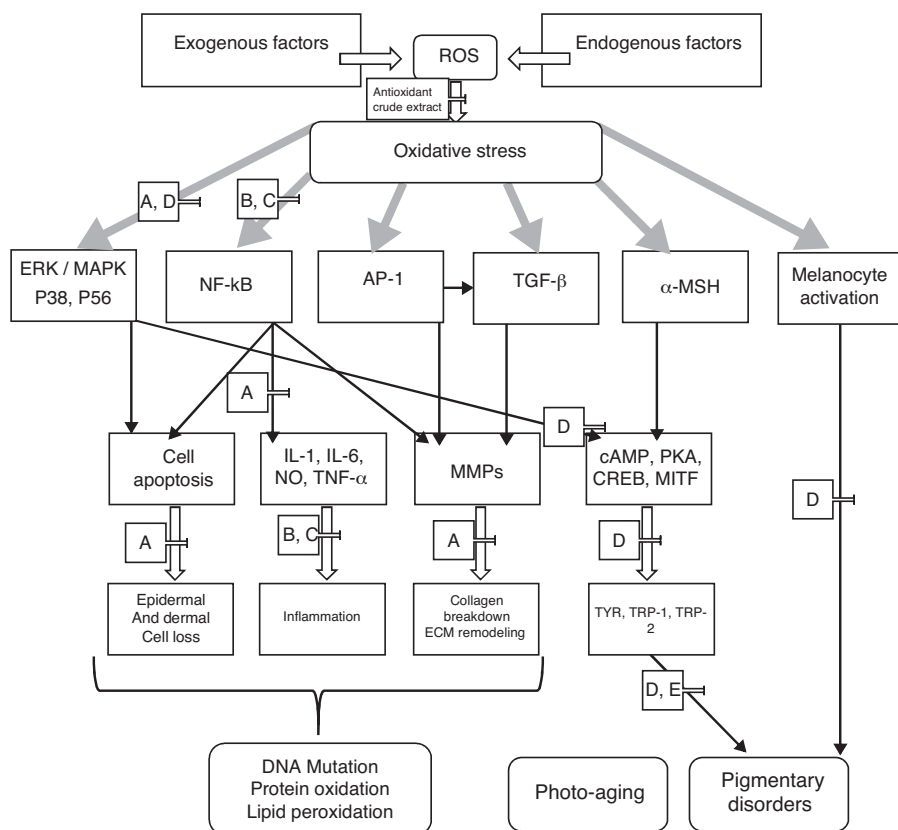 Exogenous factors
ROS
Endogenous factors
Antioxidant
crude extract
Oxidative stress
A, D
B, C
ERK / MAPK
P38, P56
NF-kB
AP-1
TGF-β
α-MSH
Melanocyte
activation
A
D
Cell
apoptosis
IL-1, IL-6,
NO, TNF-α
MMPs
cAMP, PKA,
CREB, MITF
D
A
B, C
A
D
Epidermal
And dermal
Cell loss
Inflammation
Collagen
breakdown
ECM remodeling
TYR, TRP-1, TRP-
2
D, E
DNA Mutation
Protein oxidation
Lipid peroxidation
Photo-aging
Pigmentary
disorders